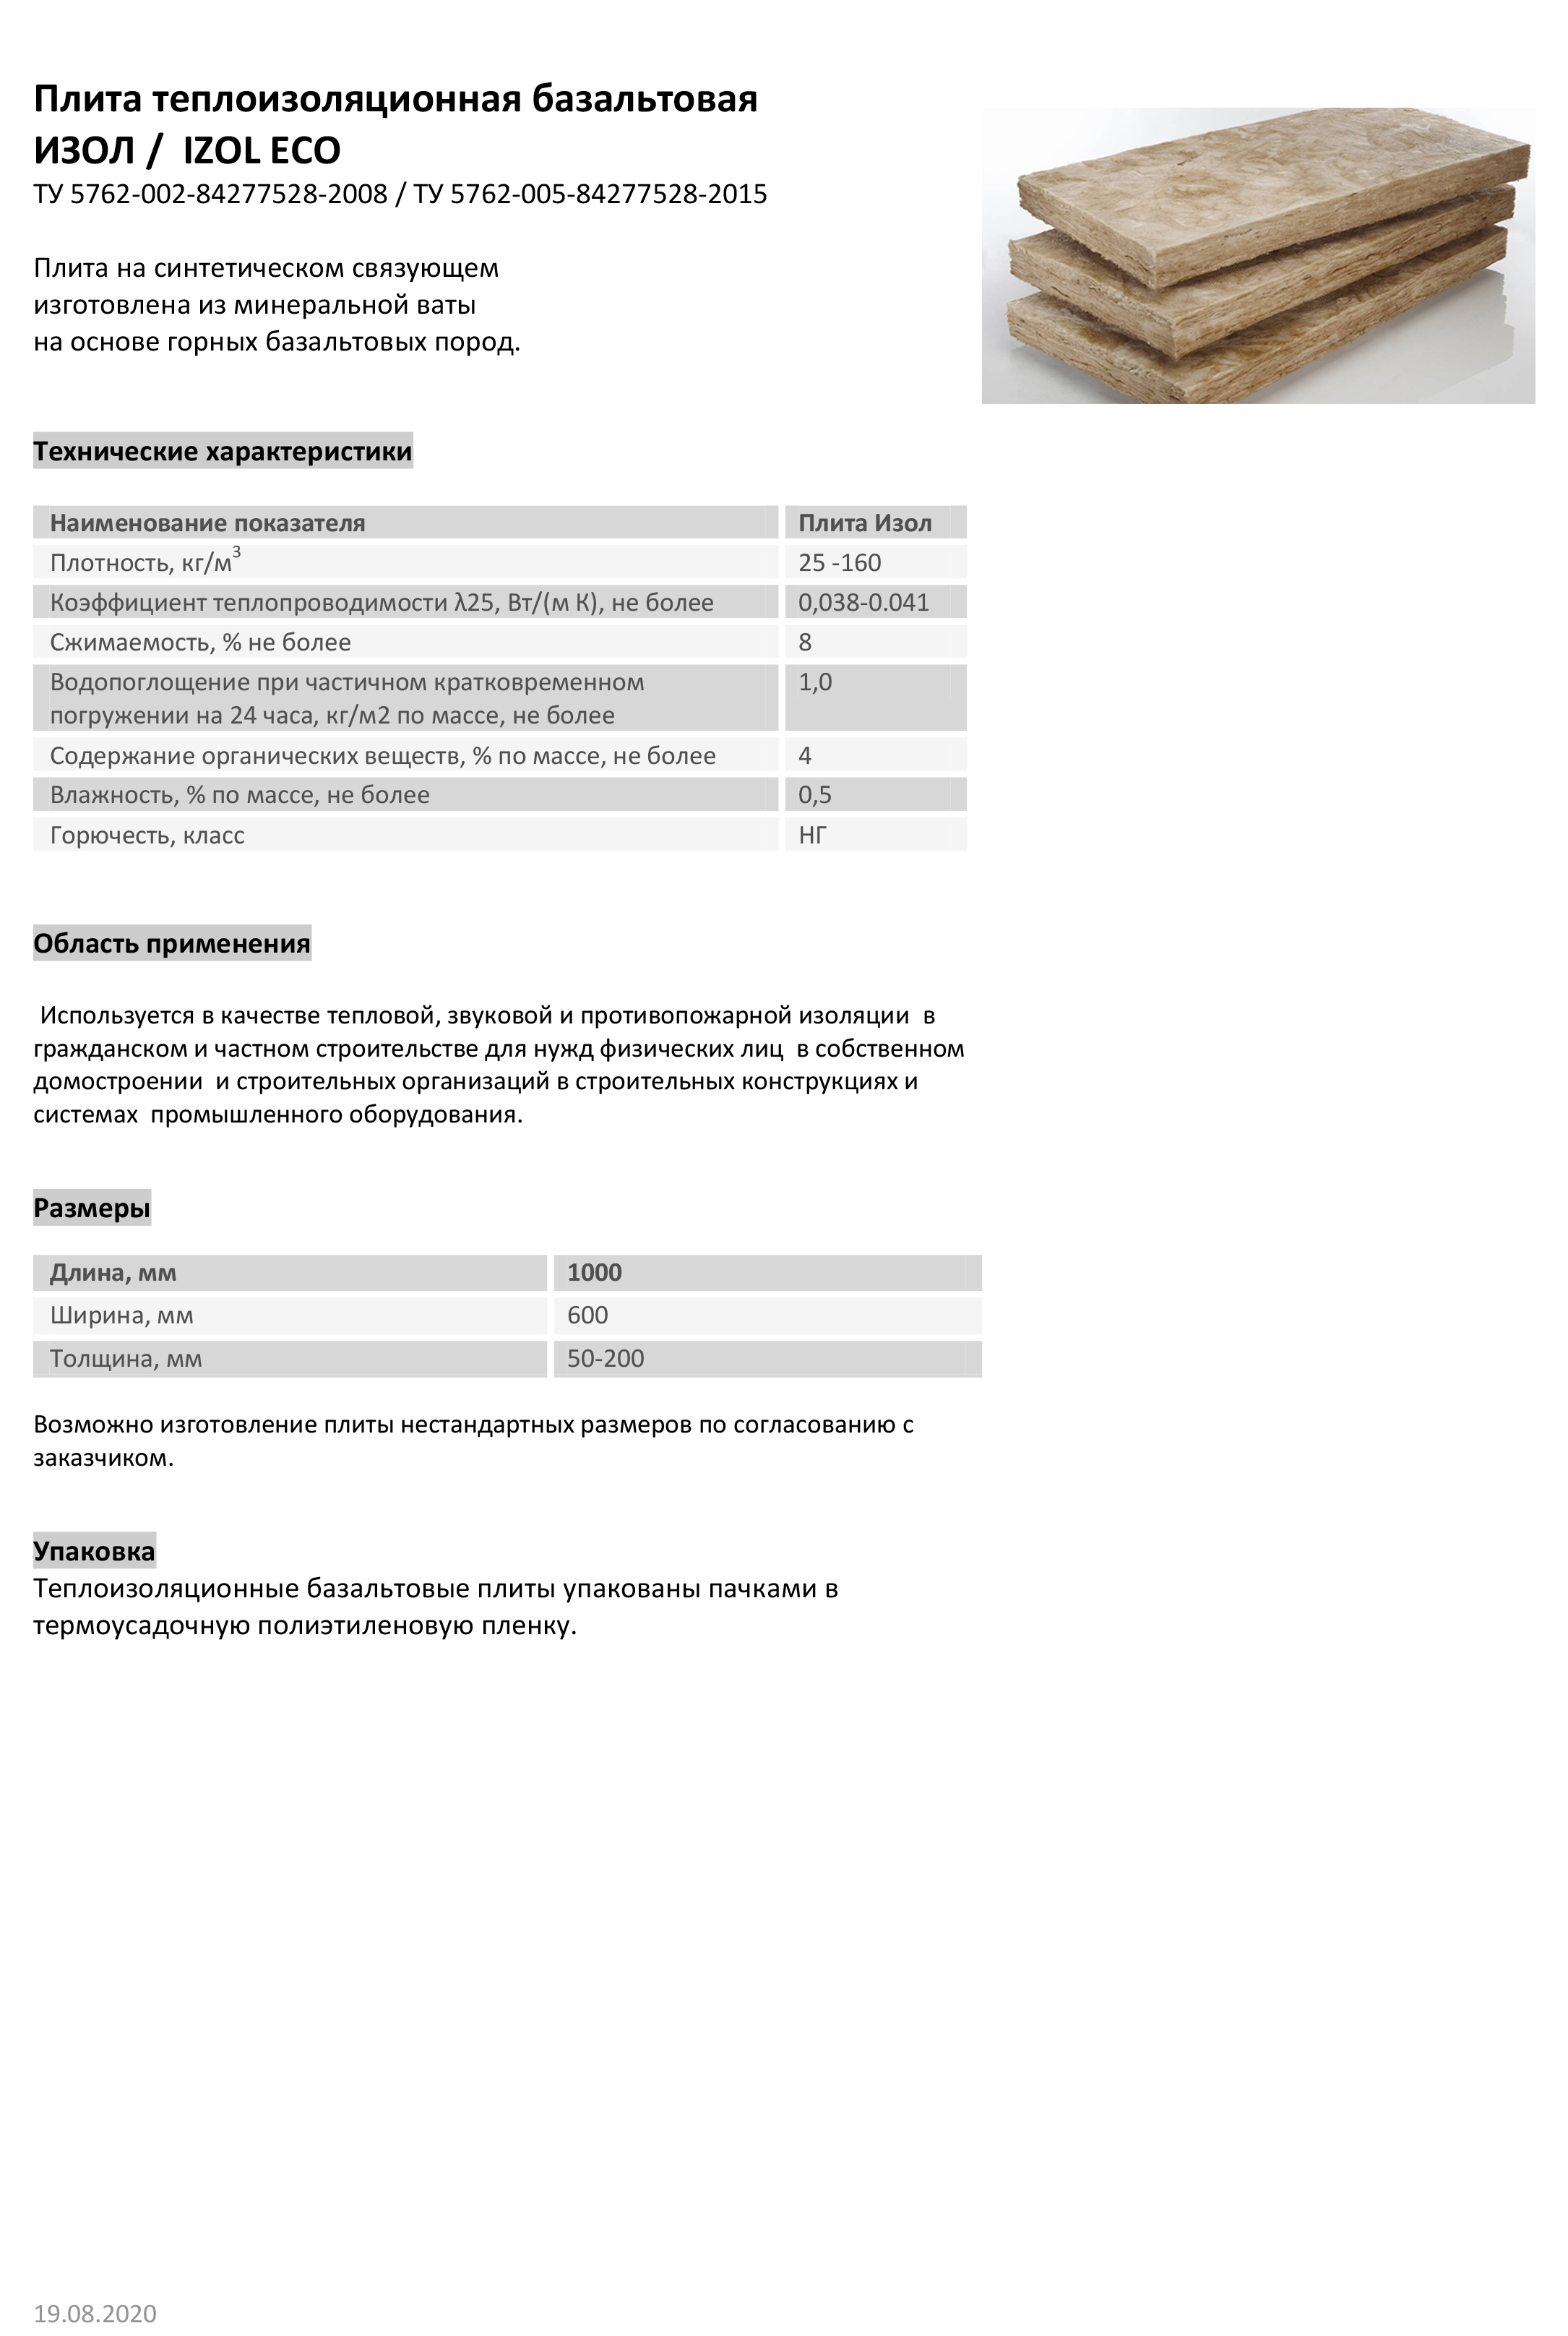 Плита теплоизоляционная базальтовая
ИЗОЛ / IZOL ECO
ТУ 5762-002-84277528-2008 / ТУ 5762-005-84277528-2015
Плита на синтетическом связующем
изготовлена из минеральной ваты
на основе горных базальтовых пород.
Технические характеристики
Наименование показателя Плита Изол
Плотность, кг/м³ 25 -160
Коэффициент теплопроводимости λ25, Вт/(м К), не более 0,038-0.041
Сжимаемость, % не более 8
Водопоглощение при частичном кратковременном 1,0
погружении на 24 часа, кг/м2 по массе, не более
Содержание органических веществ, % по массе, не более 4
Влажность, % по массе, не более 0,5
Горючесть, класс НГ
Область применения
Используется в качестве тепловой, звуковой и противопожарной изоляции в
гражданском и частном строительстве для нужд физических лиц в собственном
домостроении и строительных организаций в строительных конструкциях и
системах промышленного оборудования.
Размеры
Длина, мм 1000
Ширина, мм 600
Толщина, мм 50-200
Возможно изготовление плиты нестандартных размеров по согласованию с
заказчиком.
Упаковка
Теплоизоляционные базальтовые плиты упакованы пачками в
термоусадочную полиэтиленовую пленку.
19.08.2020